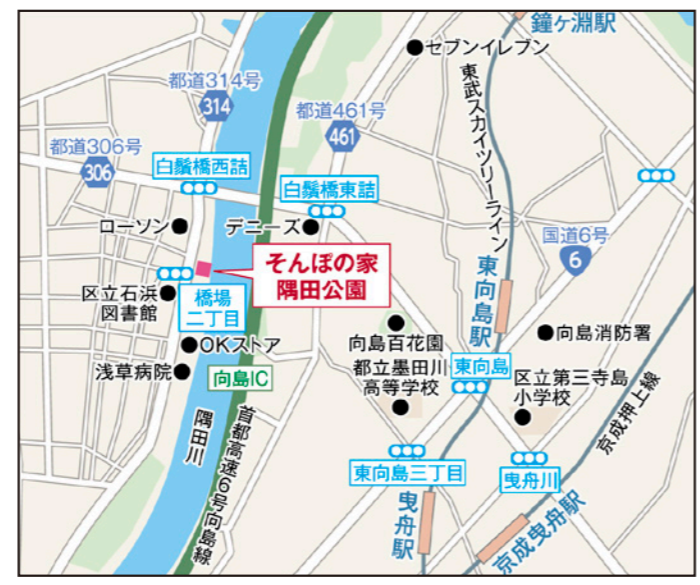 鐘ヶ淵駅
セブンイレブン
東武スカイツリーライン
都道314号
314
都道461号
461
都道306号
306
白鬚橋西詰
白鬚橋東詰
ローソン
デニーズ
国道6号
6
そんぽの家
隅田公園
橋場
二丁目
区立石浜
図書館
東向島駅
OKストア
浅草病院
向島IC
向島百花園
向島消防署
都立墨田川
高等学校
東向島
区立第三寺島
小学校
京成押上線
隅田川
首都高速6号向島線
東向島三丁目
曳舟川
曳舟駅
京成曳舟駅